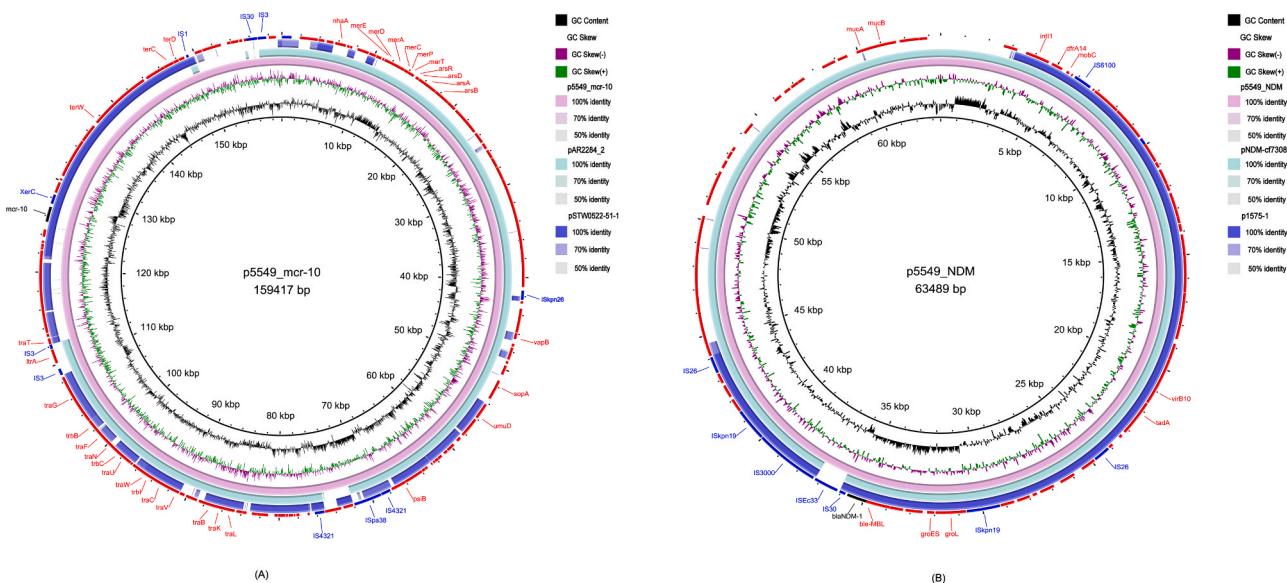 IS30
IS3
IS1
terD
terC
terW
XerC
mcr-10
nhaA
merE
merD
merA
merC
merP
merT
arsR
arsD
arsA
arsB
ISkpn26
vapB
sopA
umuD
psiB
IS4321
ISpa38
IS4321
traL
traK
traB
traV
traC
trbI
traW
traU
trbC
traN
traF
trbB
traG
IS3
ltrA
IS3
traT
10 kbp
20 kbp
30 kbp
40 kbp
50 kbp
60 kbp
70 kbp
80 kbp
90 kbp
100 kbp
110 kbp
120 kbp
130 kbp
140 kbp
150 kbp
p5549_mcr-10
159417 bp
GC Content
GC Skew
GC Skew(-)
GC Skew(+)
p5549_mcr-10
100% identity
70% identity
50% identity
pAR2284_2
100% identity
70% identity
50% identity
pSTW0522-51-1
100% identity
70% identity
50% identity
(A)
mucB
mucA
intI1
dfrA14
mobC
IS6100
virB10
tadA
IS26
ISkpn19
groL
groES
ble-MBL
blaNDM-1
IS30
ISEc33
IS3000
ISkpn19
IS26
5 kbp
10 kbp
15 kbp
20 kbp
25 kbp
30 kbp
35 kbp
40 kbp
45 kbp
50 kbp
55 kbp
60 kbp
p5549_NDM
63489 bp
GC Content
GC Skew
GC Skew(-)
GC Skew(+)
p5549_NDM
100% identity
70% identity
50% identity
pNDM-cf7308
100% identity
70% identity
50% identity
p1575-1
100% identity
70% identity
50% identity
(B)